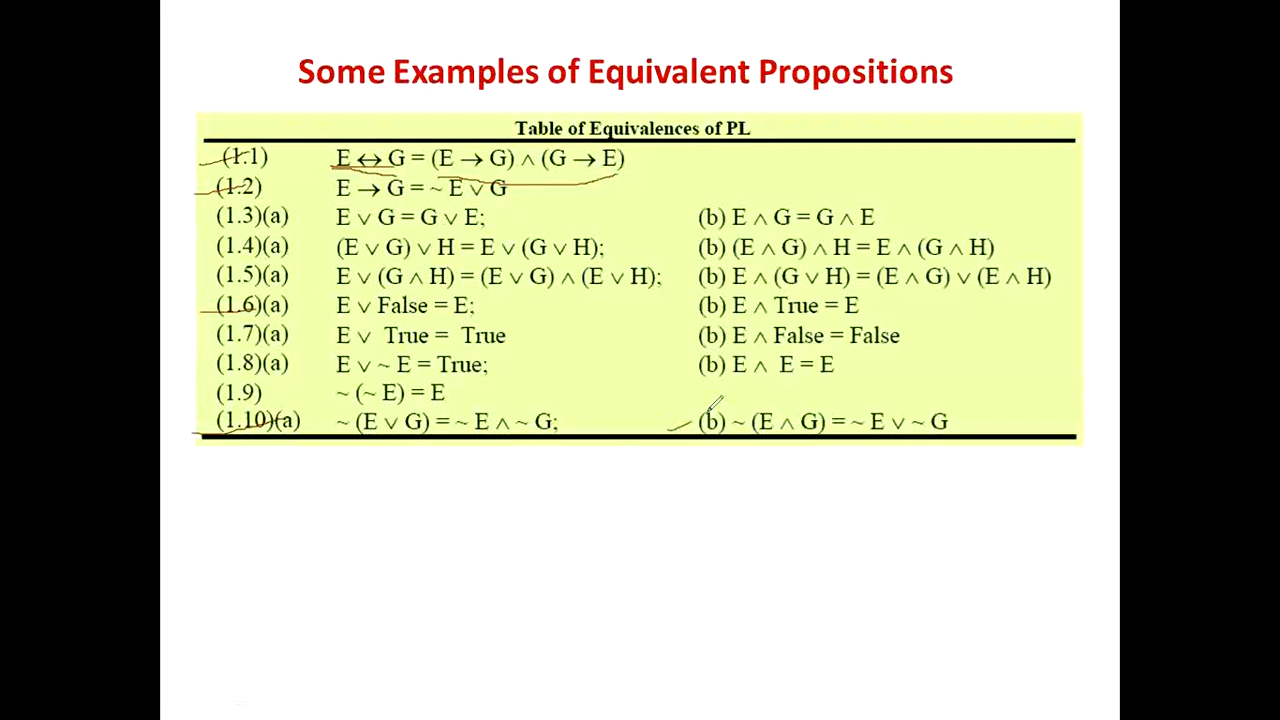 Some Examples of Equivalent Propositions
Table of Equivalences of PL
(1.1) E ↔ G = (E → G) ∧ (G → E)
(1.2) E → G = ~ E ∨ G
(1.3)(a) E ∨ G = G ∨ E; (b) E ∧ G = G ∧ E
(1.4)(a) (E ∨ G) ∨ H = E ∨ (G ∨ H); (b) (E ∧ G) ∧ H = E ∧ (G ∧ H)
(1.5)(a) E ∨ (G ∧ H) = (E ∨ G) ∧ (E ∨ H); (b) E ∧ (G ∨ H) = (E ∧ G) ∨ (E ∧ H)
(1.6)(a) E ∨ False = E; (b) E ∧ True = E
(1.7)(a) E ∨ True = True (b) E ∧ False = False
(1.8)(a) E ∨ ~ E = True; (b) E ∧ E = E
(1.9) ~ (~ E) = E
(1.10)(a) ~ (E ∨ G) = ~ E ∧ ~ G; (b) ~ (E ∧ G) = ~ E ∨ ~ G